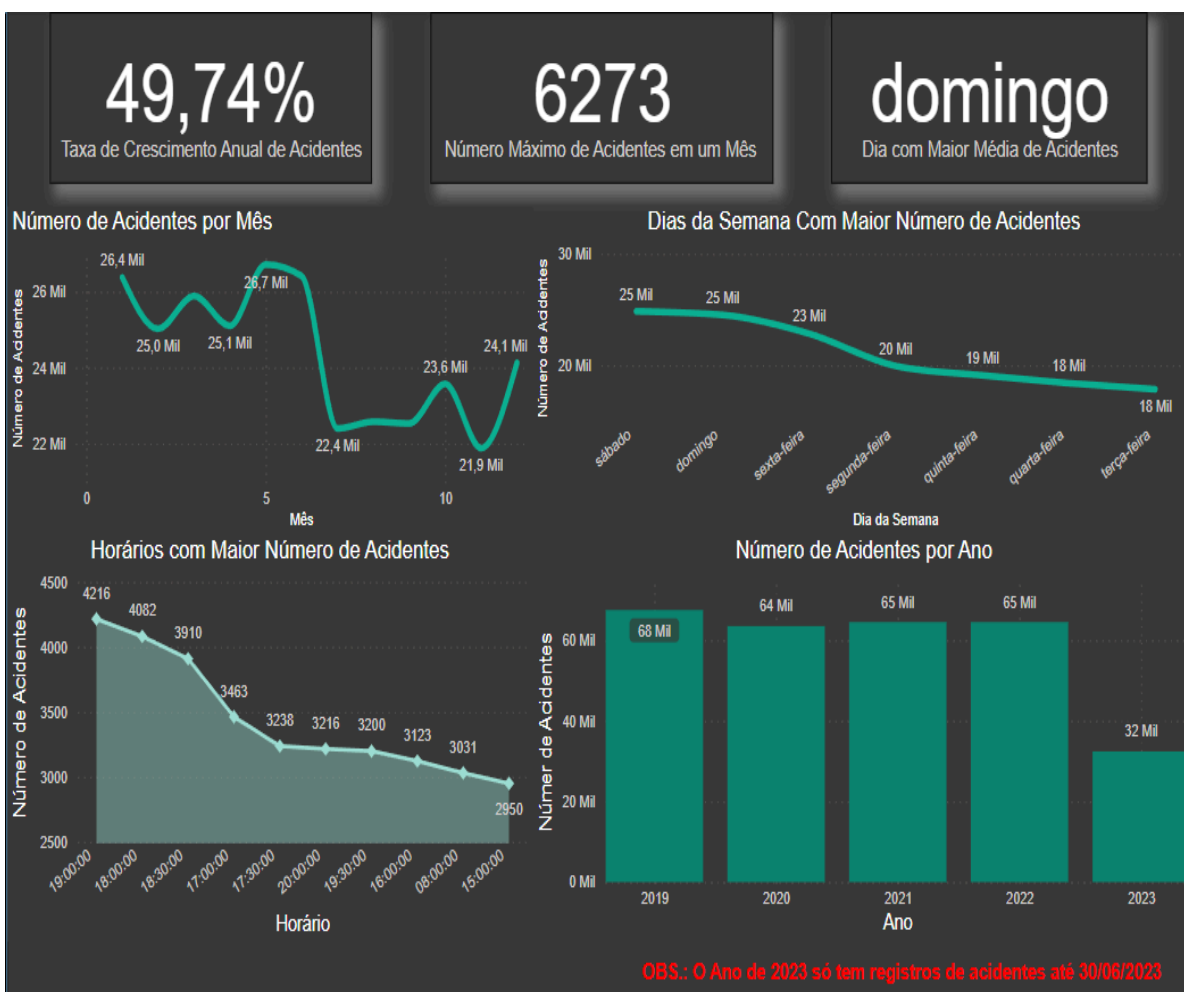 49,74%
Taxa de Crescimento Anual de Acidentes
6273
Número Máximo de Acidentes em um Mês
domingo
Dia com Maior Média de Acidentes
Número de Acidentes por Mês
Número de Acidentes
26 Mil
24 Mil
22 Mil
26,4 Mil
25,0 Mil
25,1 Mil
26,7 Mil
22,4 Mil
23,6 Mil
21,9 Mil
24,1 Mil
0
5
10
Mês
Dias da Semana Com Maior Número de Acidentes
Número de Acidentes
30 Mil
20 Mil
25 Mil
25 Mil
23 Mil
20 Mil
19 Mil
18 Mil
18 Mil
sábado
domingo
sexta-feira
segunda-feira
quinta-feira
quarta-feira
terça-feira
Dia da Semana
Horários com Maior Número de Acidentes
Número de Acidentes
4500
4000
3500
3000
2500
4216
4082
3910
3463
3238
3216
3200
3123
3031
2950
19:00:00
18:00:00
18:30:00
17:00:00
17:30:00
20:00:00
19:30:00
16:00:00
08:00:00
15:00:00
Horário
Número de Acidentes por Ano
Númer de Acidentes
60 Mil
40 Mil
20 Mil
0 Mil
68 Mil
64 Mil
65 Mil
65 Mil
32 Mil
2019
2020
2021
2022
2023
Ano
OBS.: O Ano de 2023 só tem registros de acidentes até 30/06/2023